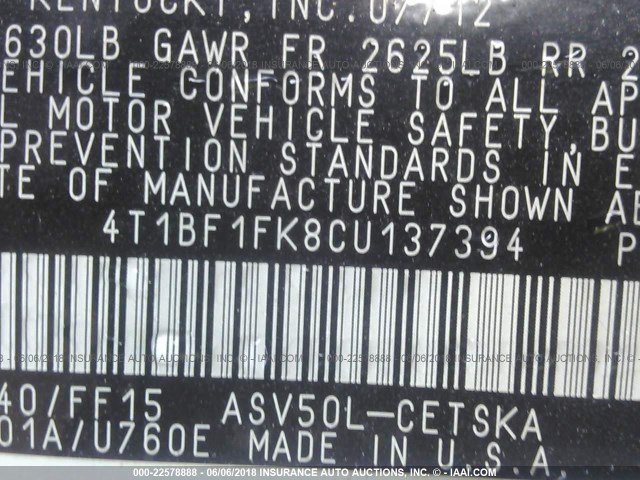 KENTUCKY, INC. 07/12
630LB GAWR FR 2625LB RR 2
VEHICLE CONFORMS TO ALL AP
L MOTOR VEHICLE SAFETY, BU
PREVENTION STANDARDS IN E
TE OF MANUFACTURE SHOWN AB
4T1BF1FK8CU137394 P
40/FF15 ASV50L-CETSKA
01A/U760E MADE IN U.S.A.
000-22578888 - 06/06/2018 INSURANCE AUTO AUCTIONS, INC. © - IAAI.COM